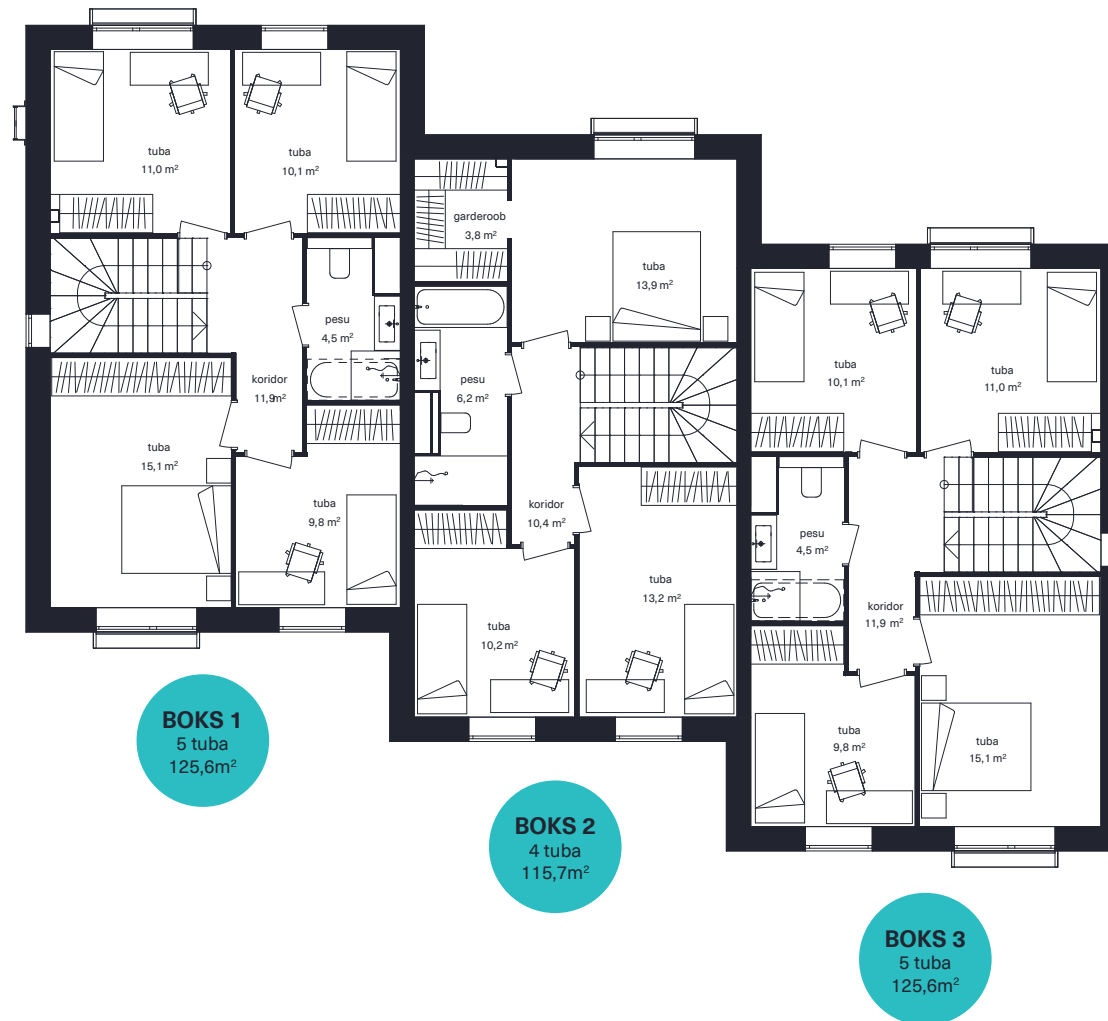 tuba
11,0 m²
tuba
10,1 m²
pesu
4,5 m²
koridor
11,9m²
tuba
15,1 m²
tuba
9,8 m²
BOKS 1
5 tuba
125,6m²
garderoob
3,8 m²
tuba
13,9 m²
pesu
6,2 m²
koridor
10,4 m²
tuba
13,2 m²
tuba
10,2 m²
BOKS 2
4 tuba
115,7m²
tuba
10,1 m²
tuba
11,0 m²
pesu
4,5 m²
koridor
11,9 m²
tuba
9,8 m²
tuba
15,1 m²
BOKS 3
5 tuba
125,6m²